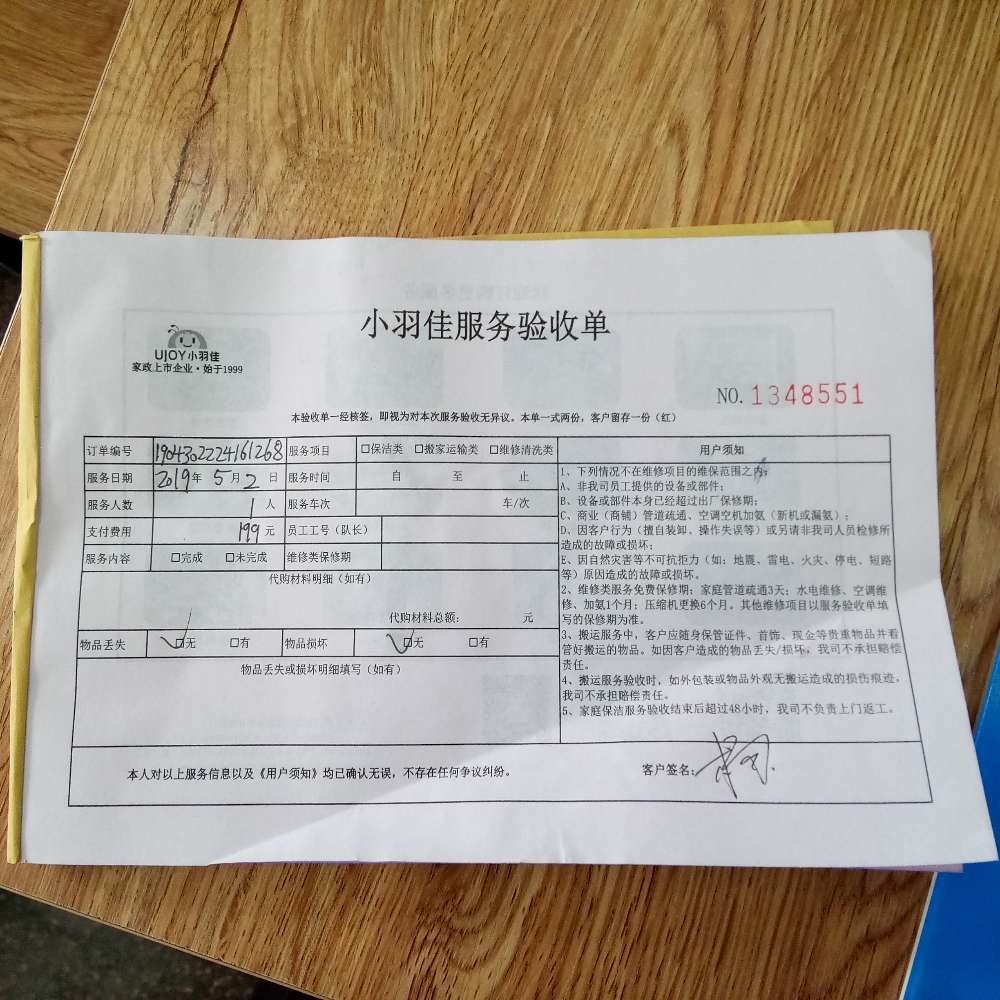 小羽佳服务验收单
UJOY小羽佳
家政上市企业·始于1999
NO. 1348551
本验收单一经核签，即视为对本次服务验收无异议。本单一式两份，客户留存一份（红）
订单编号 1904302224161268 服务项目 □保洁类 □搬家运输类 □维修清洗类
服务日期 2019年 5月 2日 服务时间 自 至 止
服务人数 1 人 服务车次 车/次
支付费用 199 元 员工工号（队长）
服务内容 □完成 □未完成 维修类保修期
代购材料明细（如有）
代购材料总额： 元
物品丢失 □无 □有 物品损坏 □无 □有
物品丢失或损坏明细填写（如有）
用户须知
1、下列情况不在维修项目的维保范围之内：
A、非我司员工提供的设备或部件；
B、设备或部件本身已经超过出厂保修期；
C、商业（商铺）管道疏通、空调空机加氨（新机或漏氨）；
D、因客户行为（擅自装卸、操作失误等）或另请非我司人员检修所
造成的故障或损坏；
E、因自然灾害等不可抗拒力（如：地震、雷电、火灾、停电、短路
等）原因造成的故障或损坏。
2、维修类服务免费保修期：家庭管道疏通3天；水电维修、空调维
修、加氨1个月；压缩机更换6个月。其他维修项目以服务验收单填
写的保修期为准。
3、搬运服务中，客户应随身保管证件、首饰、现金等贵重物品并看
管好搬运的物品。如因客户造成的物品丢失/损坏，我司不承担赔偿
责任。
4、搬运服务验收时，如外包装或物品外观无搬运造成的损伤痕迹，
我司不承担赔偿责任。
5、家庭保洁服务验收结束后超过48小时，我司不负责上门返工。
本人对以上服务信息以及《用户须知》均已确认无误，不存在任何争议纠纷。
客户签名：